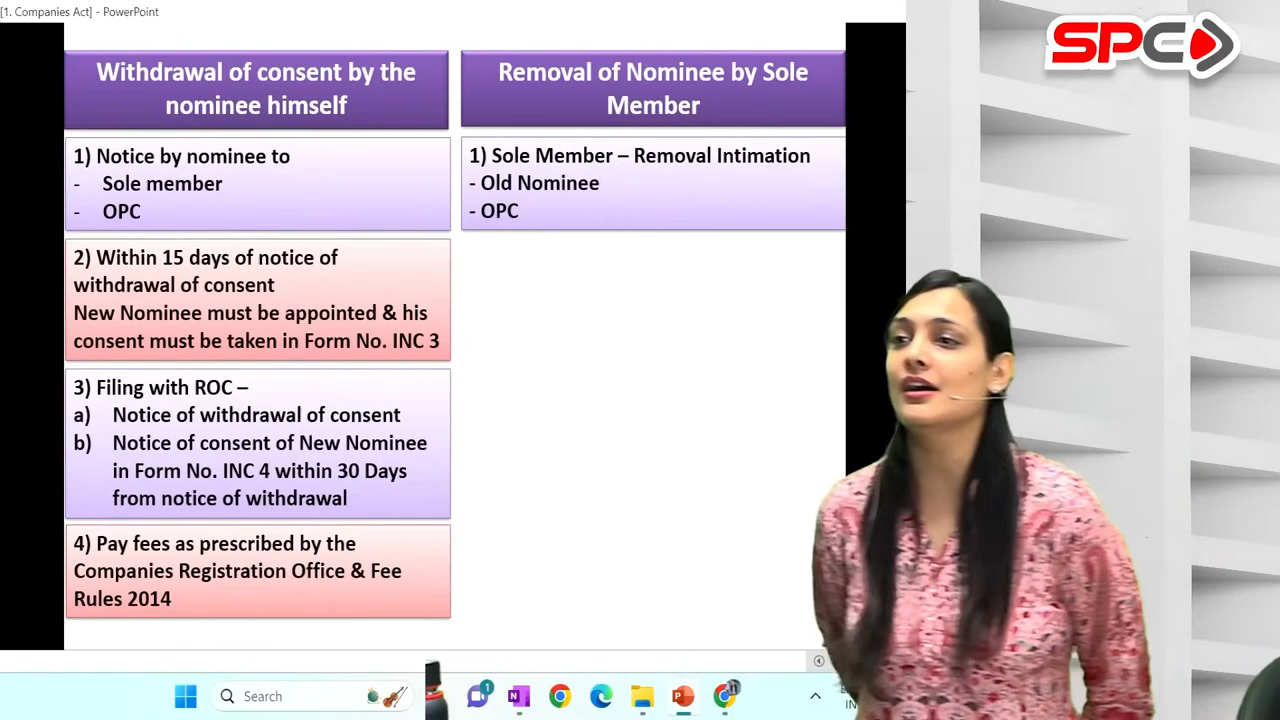 [1. Companies Act] - PowerPoint
SPC
Withdrawal of consent by the
nominee himself
1) Notice by nominee to
- Sole member
- OPC
2) Within 15 days of notice of
withdrawal of consent
New Nominee must be appointed & his
consent must be taken in Form No. INC 3
3) Filing with ROC –
a) Notice of withdrawal of consent
b) Notice of consent of New Nominee
in Form No. INC 4 within 30 Days
from notice of withdrawal
4) Pay fees as prescribed by the
Companies Registration Office & Fee
Rules 2014
Removal of Nominee by Sole
Member
1) Sole Member – Removal Intimation
- Old Nominee
- OPC
Search
1
IN